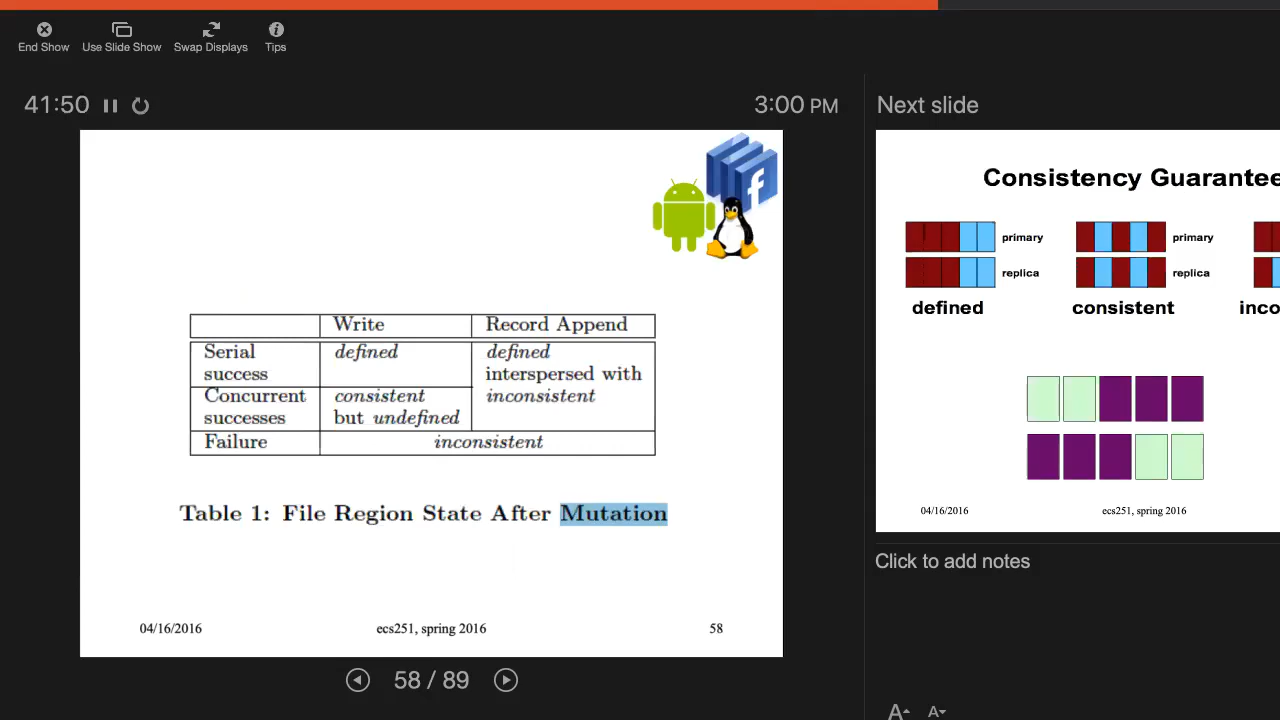 End Show
Use Slide Show
Swap Displays
Tips
41:50
3:00 PM
Write
Record Append
Serial
success
defined
defined
interspersed with
inconsistent
Concurrent
successes
consistent
but undefined
Failure
inconsistent
Table 1: File Region State After Mutation
04/16/2016
ecs251, spring 2016
58
58 / 89
Next slide
Consistency Guarantee
primary
replica
defined
primary
replica
consistent
inco
04/16/2016
ecs251, spring 2016
Click to add notes
A
A